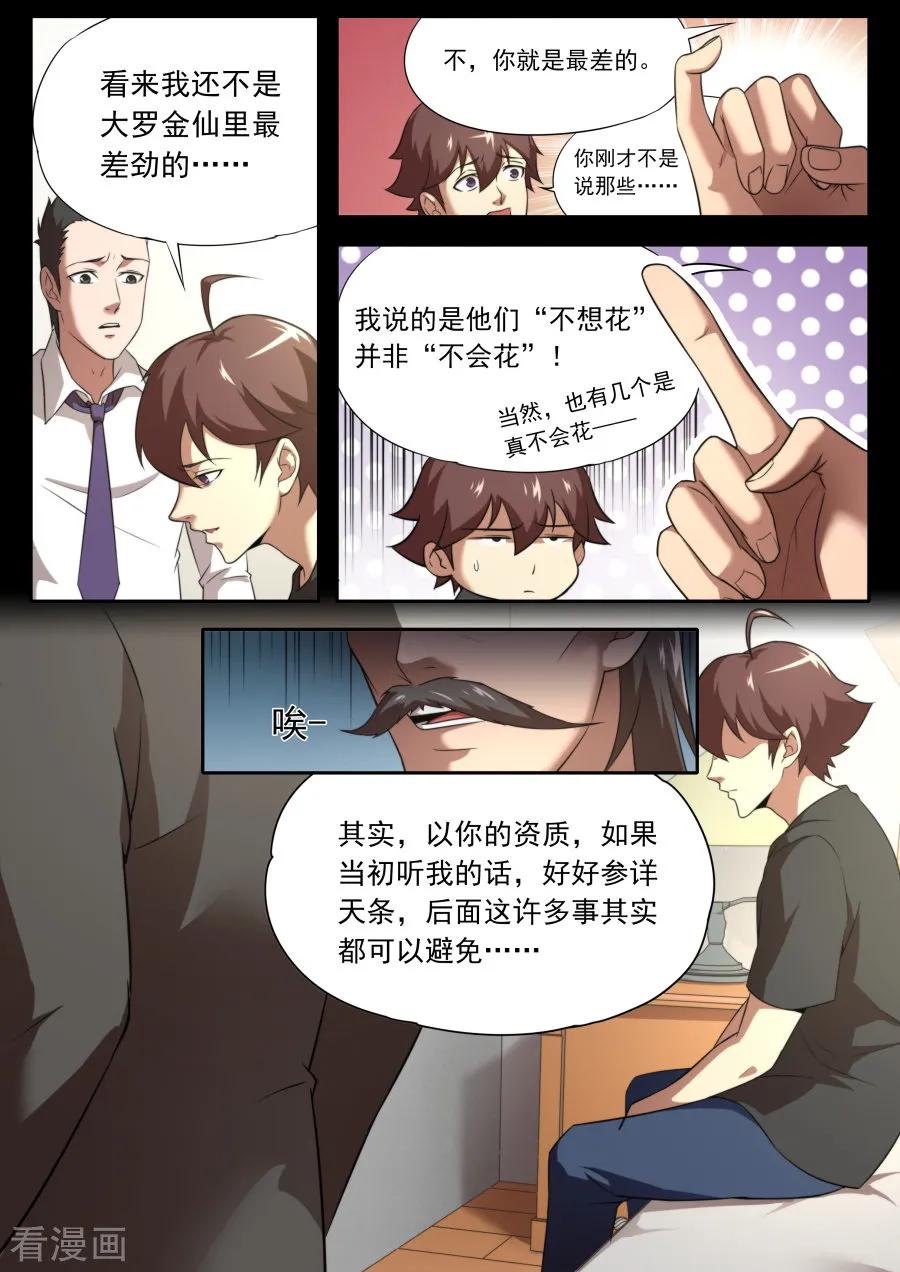 看来我还不是
大罗金仙里最
差劲的……
不，你就是最差的。
你刚才不是
说那些……
我说的是他们“不想花”
并非“不会花”！
当然，也有几个是
真不会花——
唉-
其实，以你的资质，如果
当初听我的话，好好参详
天条，后面这许多事其实
都可以避免……
看漫画